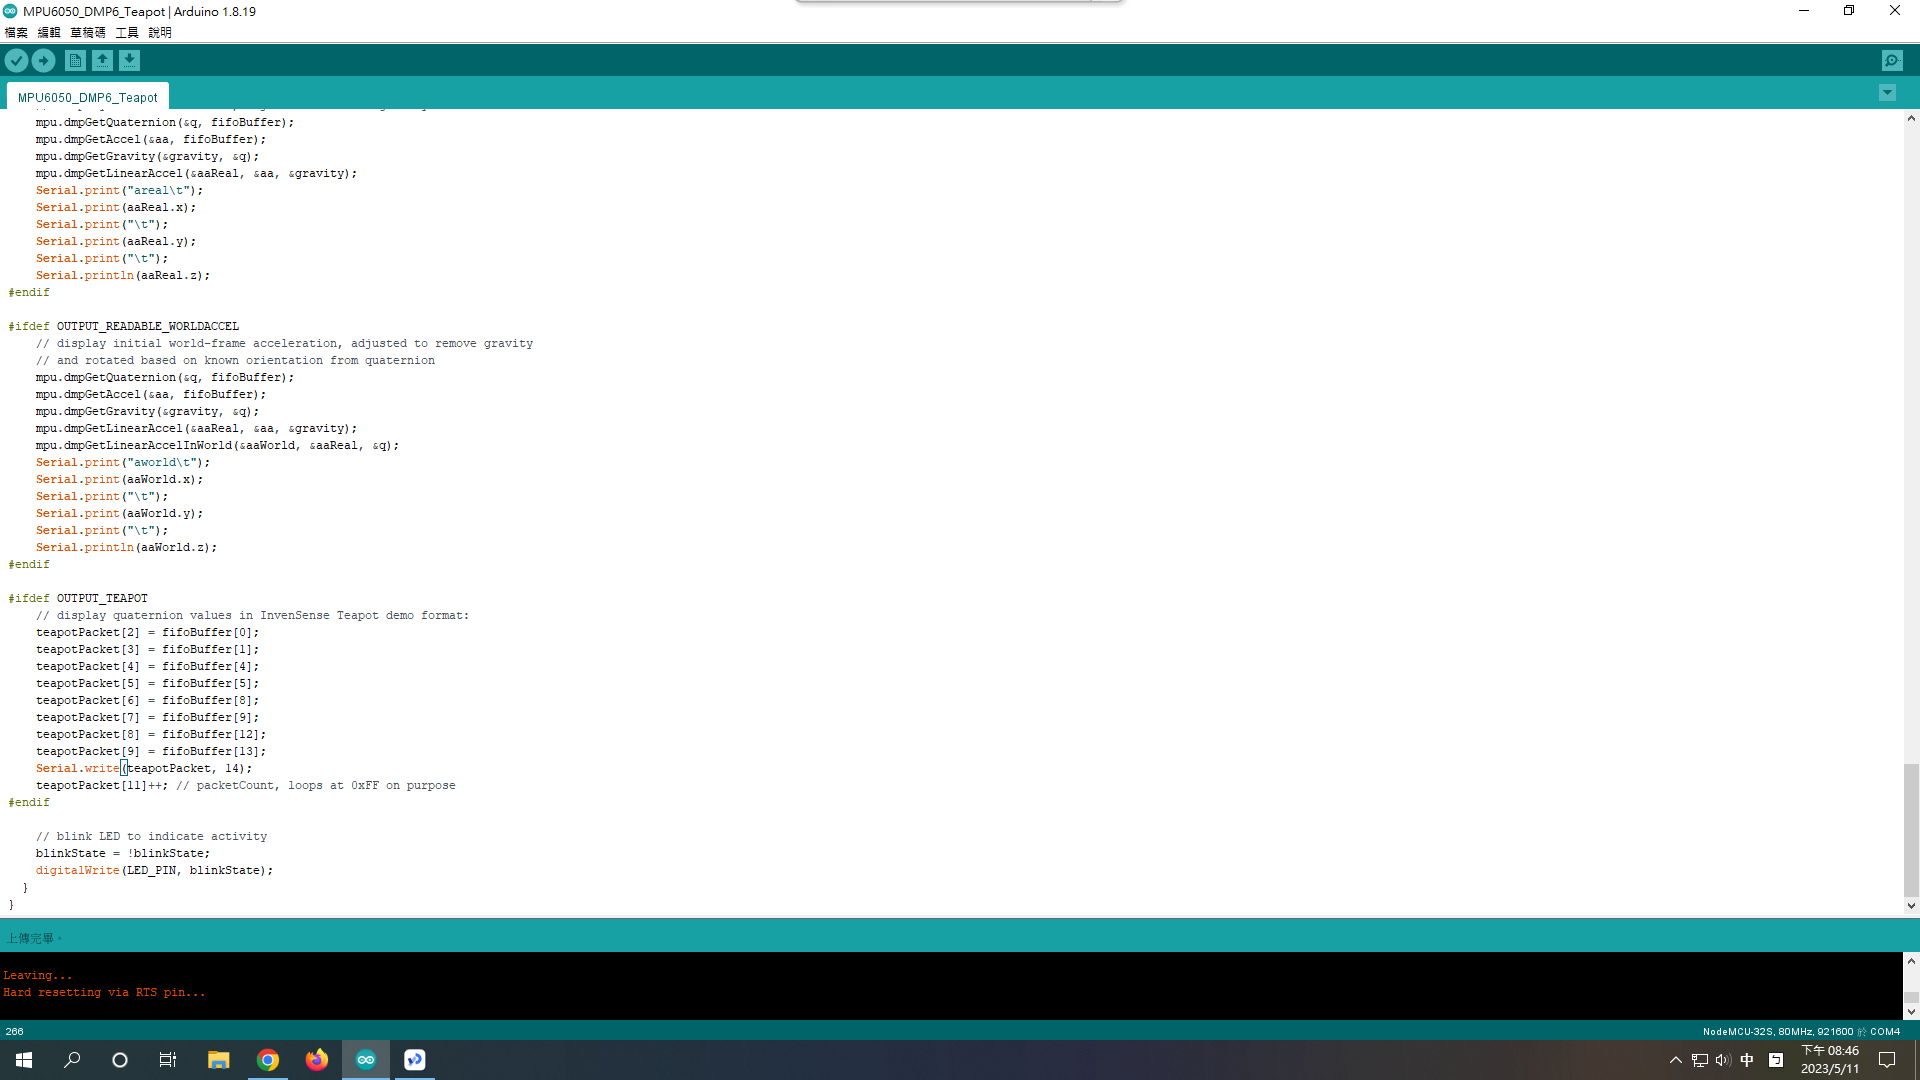 MPU6050_DMP6_Teapot | Arduino 1.8.19
檔案 編輯 草稿碼 工具 說明
MPU6050_DMP6_Teapot
mpu.dmpGetQuaternion(&q, fifoBuffer);
mpu.dmpGetAccel(&aa, fifoBuffer);
mpu.dmpGetGravity(&gravity, &q);
mpu.dmpGetLinearAccel(&aaReal, &aa, &gravity);
Serial.print("areal\t");
Serial.print(aaReal.x);
Serial.print("\t");
Serial.print(aaReal.y);
Serial.print("\t");
Serial.println(aaReal.z);
#endif
#ifdef OUTPUT_READABLE_WORLDACCEL
// display initial world-frame acceleration, adjusted to remove gravity
// and rotated based on known orientation from quaternion
mpu.dmpGetQuaternion(&q, fifoBuffer);
mpu.dmpGetAccel(&aa, fifoBuffer);
mpu.dmpGetGravity(&gravity, &q);
mpu.dmpGetLinearAccel(&aaReal, &aa, &gravity);
mpu.dmpGetLinearAccelInWorld(&aaWorld, &aaReal, &q);
Serial.print("aworld\t");
Serial.print(aaWorld.x);
Serial.print("\t");
Serial.print(aaWorld.y);
Serial.print("\t");
Serial.println(aaWorld.z);
#endif
#ifdef OUTPUT_TEAPOT
// display quaternion values in InvenSense Teapot demo format:
teapotPacket[2] = fifoBuffer[0];
teapotPacket[3] = fifoBuffer[1];
teapotPacket[4] = fifoBuffer[4];
teapotPacket[5] = fifoBuffer[5];
teapotPacket[6] = fifoBuffer[8];
teapotPacket[7] = fifoBuffer[9];
teapotPacket[8] = fifoBuffer[12];
teapotPacket[9] = fifoBuffer[13];
Serial.write(teapotPacket, 14);
teapotPacket[11]++; // packetCount, loops at 0xFF on purpose
#endif
// blink LED to indicate activity
blinkState = !blinkState;
digitalWrite(LED_PIN, blinkState);
}
}
上傳完畢。
Leaving...
Hard resetting via RTS pin...
266
NodeMCU-32S, 80MHz, 921600 於 COM4
中
下午 08:46
2023/5/11